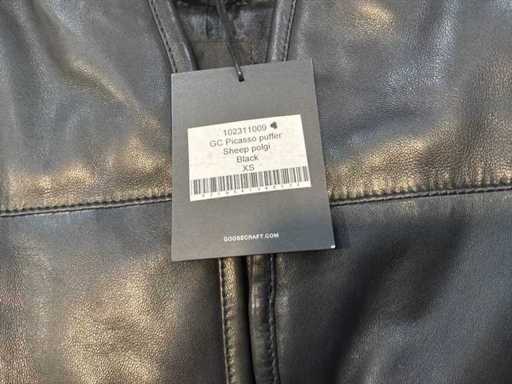 102311009
GC Picasso puffer
Sheep polgi
Black
XS
GOOSECRAFT.COM